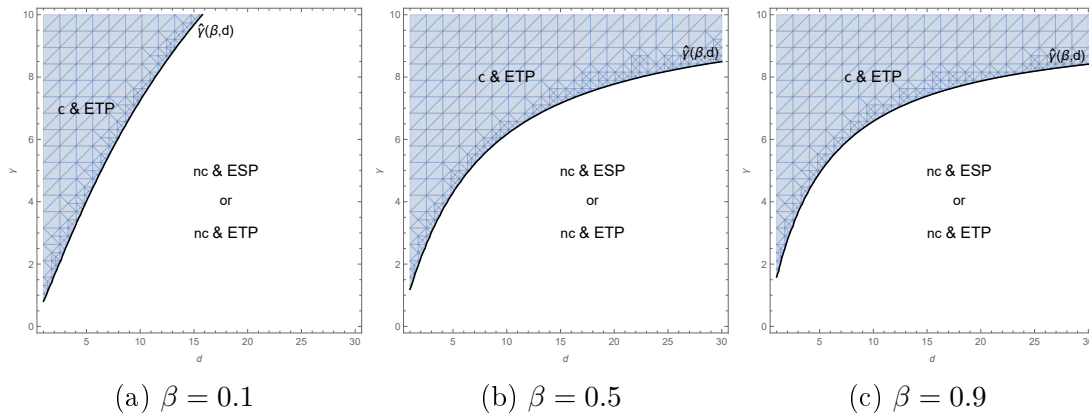 10
8
6
4
2
0
γ
γ̂(β,d)
c & ETP
nc & ESP
or
nc & ETP
5 10 15 20 25 30
d
(a) β = 0.1
10
8
6
4
2
0
γ
γ̂(β,d)
c & ETP
nc & ESP
or
nc & ETP
5 10 15 20 25 30
d
(b) β = 0.5
10
8
6
4
2
0
γ
γ̂(β,d)
c & ETP
nc & ESP
or
nc & ETP
5 10 15 20 25 30
d
(c) β = 0.9